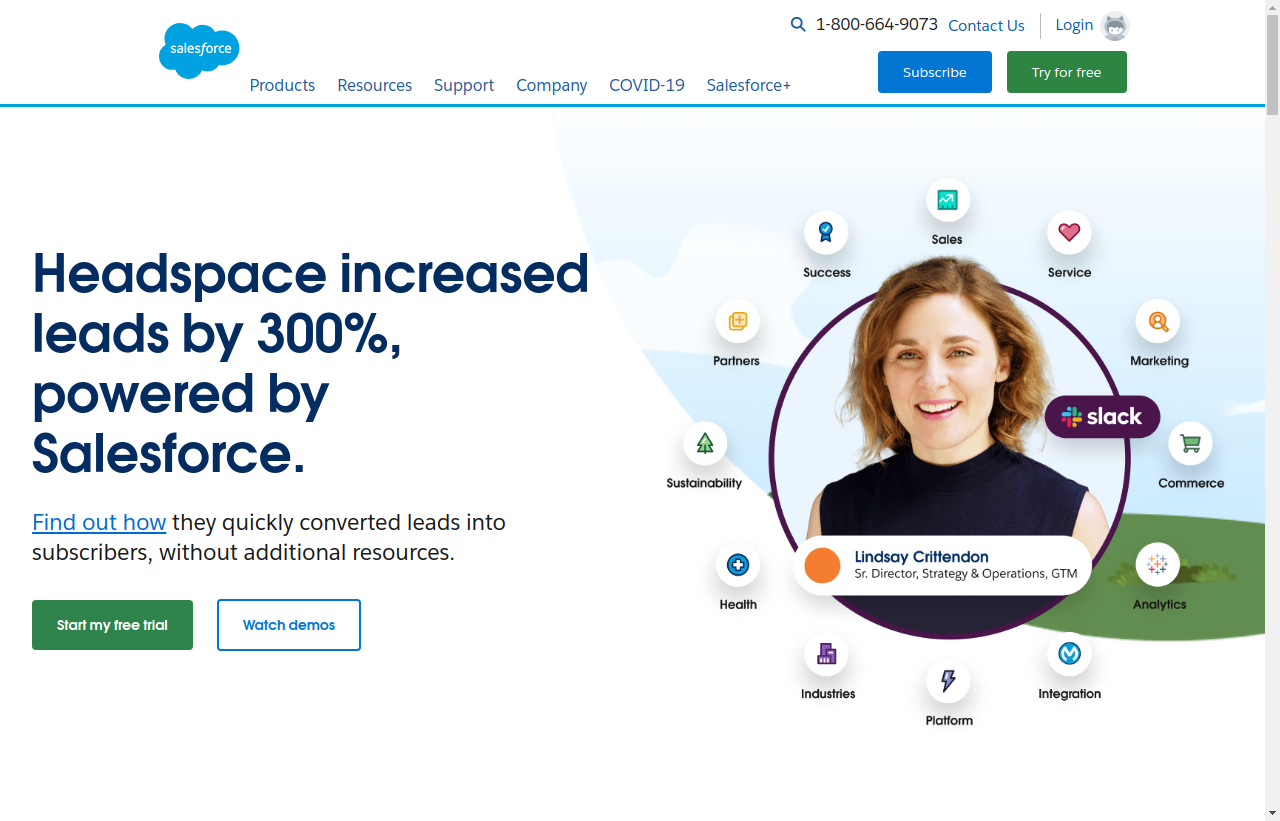 salesforce
1-800-664-9073
Contact Us
Login
Products
Resources
Support
Company
COVID-19
Salesforce+
Subscribe
Try for free
Headspace increased
leads by 300%,
powered by
Salesforce.
Find out how they quickly converted leads into
subscribers, without additional resources.
Start my free trial
Watch demos
Sales
Success
Service
Partners
Marketing
slack
Sustainability
Commerce
Lindsay Crittendon
Sr. Director, Strategy & Operations, GTM
Health
Analytics
Industries
Integration
Platform